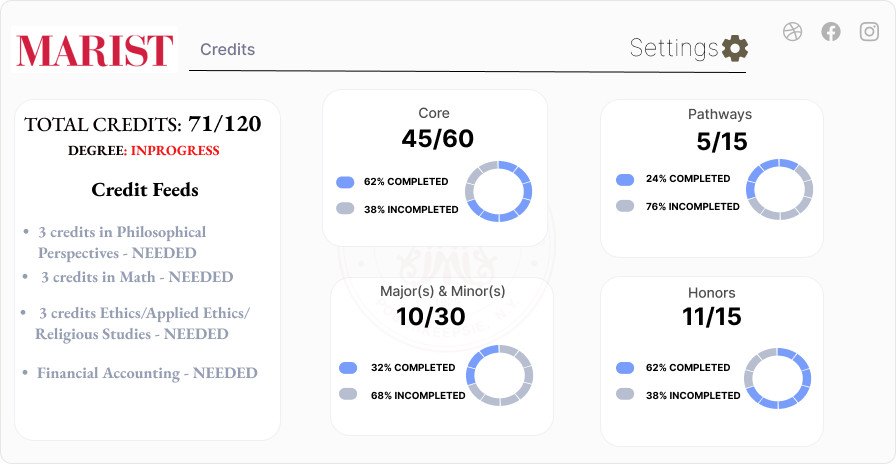 MARIST
Credits
Settings
TOTAL CREDITS: 71/120
DEGREE: INPROGRESS
Credit Feeds
• 3 credits in Philosophical
Perspectives - NEEDED
• 3 credits in Math - NEEDED
• 3 credits Ethics/Applied Ethics/
Religious Studies - NEEDED
• Financial Accounting - NEEDED
Core
45/60
62% COMPLETED
38% INCOMPLETED
Pathways
5/15
24% COMPLETED
76% INCOMPLETED
Major(s) & Minor(s)
10/30
32% COMPLETED
68% INCOMPLETED
Honors
11/15
62% COMPLETED
38% INCOMPLETED